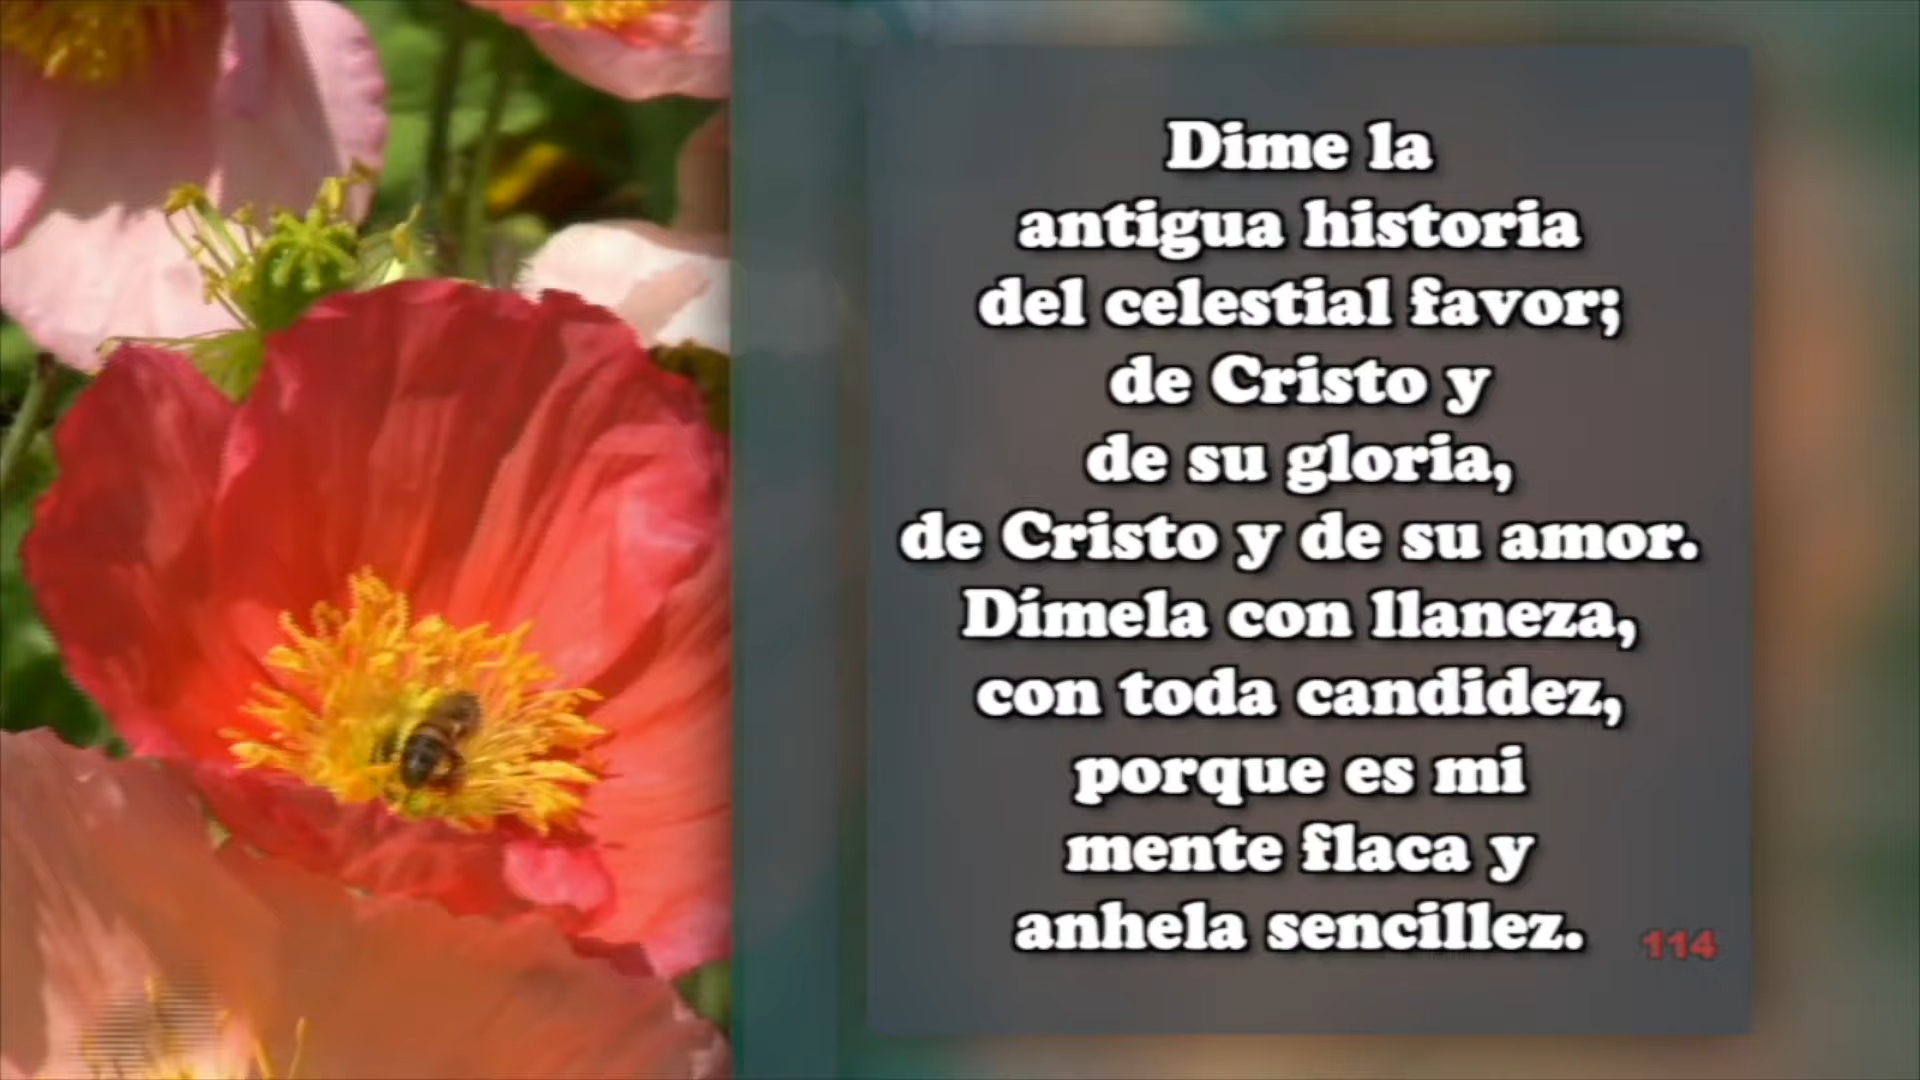 Dime la
antigua historia
del celestial favor;
de Cristo y
de su gloria,
de Cristo y de su amor.
Dímela con llaneza,
con toda candidez,
porque es mi
mente flaca y
anhela sencillez.
114